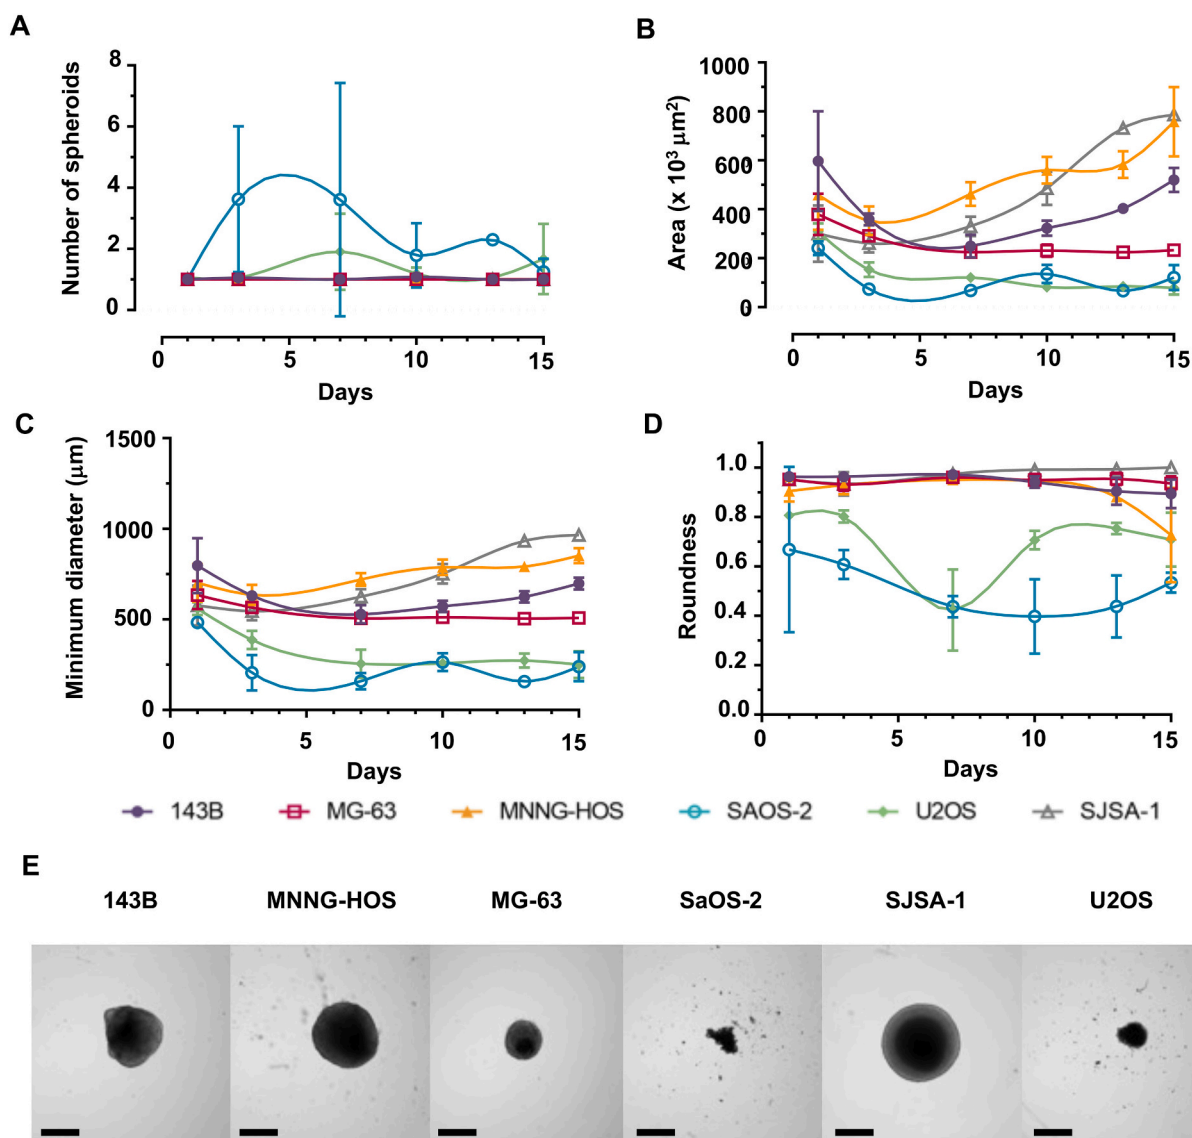 A
Number of spheroids
8
6
4
2
0
0 5 10 15
Days
B
Area (x 10³ µm²)
1000
800
600
400
200
0
0 5 10 15
Days
C
Minimum diameter (µm)
1500
1000
500
0
0 5 10 15
Days
D
Roundness
1.0
0.8
0.6
0.4
0.2
0.0
0 5 10 15
Days
143B MG-63 MNNG-HOS SAOS-2 U2OS SJSA-1
E
143B MNNG-HOS MG-63 SaOS-2 SJSA-1 U2OS